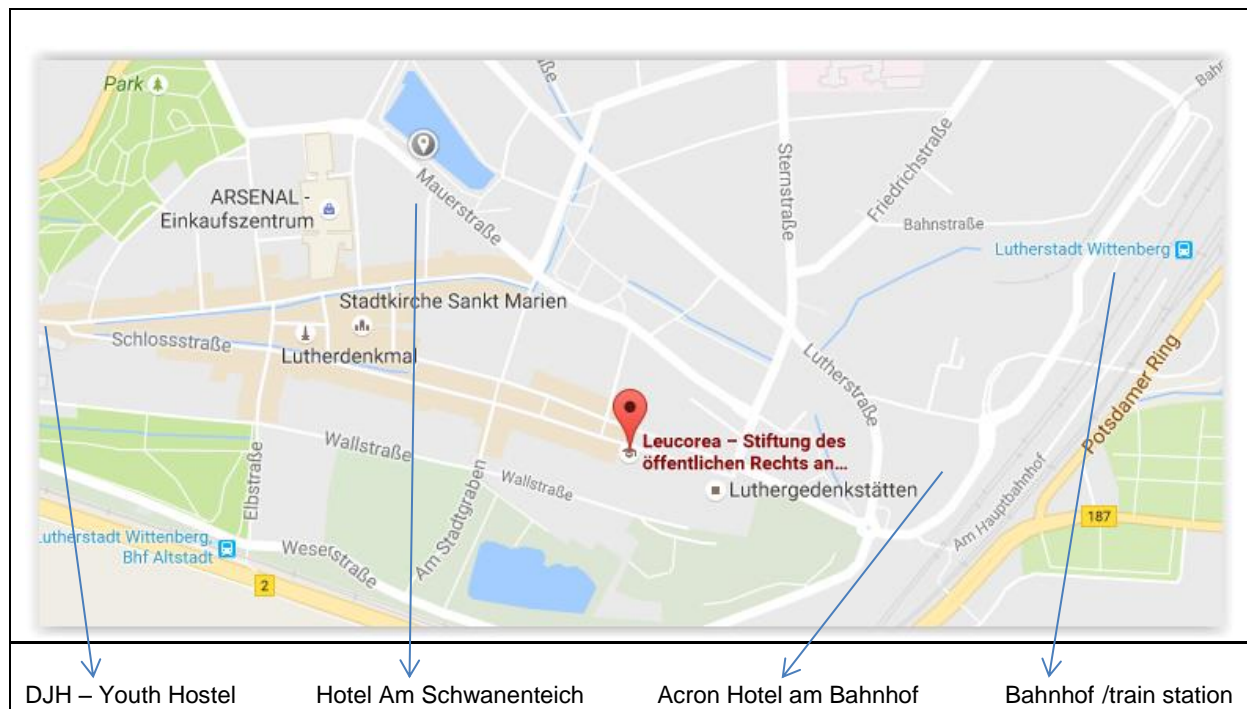 Park
ARSENAL -
Einkaufszentrum
Mauerstraße
Sternstraße
Friedrichstraße
Bahnstraße
Lutherstadt Wittenberg
Stadtkirche Sankt Marien
Lutherdenkmal
Schlossstraße
Lutherstraße
Potsdamer Ring
Leucorea – Stiftung des
öffentlichen Rechts an...
Luthergedenkstätten
Wallstraße
Wallstraße
Elbstraße
Am Stadtgraben
Am Hauptbahnhof
187
utherstadt Wittenberg,
Bhf Altstadt
Weserstraße
2
DJH – Youth Hostel
Hotel Am Schwanenteich
Acron Hotel am Bahnhof
Bahnhof /train station